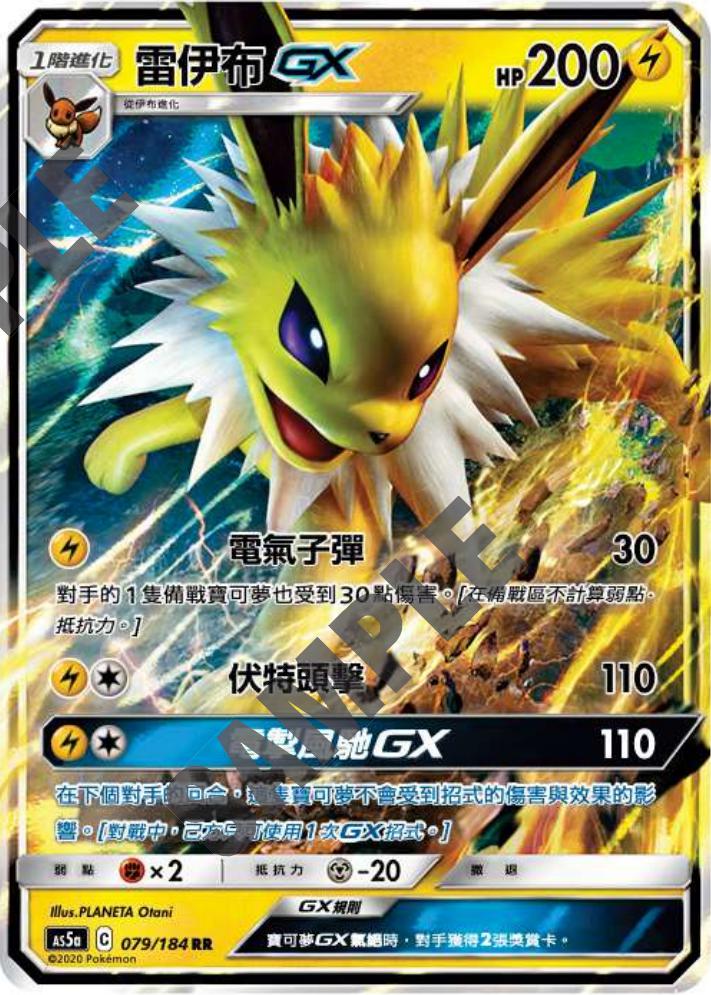 1階進化
雷伊布GX
HP200
從伊布進化
電氣子彈 30
對手的1隻備戰寶可夢也受到30點傷害。[在備戰區不計算弱點・
抵抗力。]
伏特頭擊 110
GX 110
在下個對手的回合,這隻寶可夢不會受到招式的傷害與效果的影
響。[對戰中,己方只可使用1次GX招式。]
弱點 ×2 抵抗力 -20 撤退
Illus.PLANETA Otani
GX規則
AS5a C 079/184 RR
寶可夢GX氣絕時,對手獲得2張獎賞卡。
©2020 Pokémon
SAMPLE
PLE